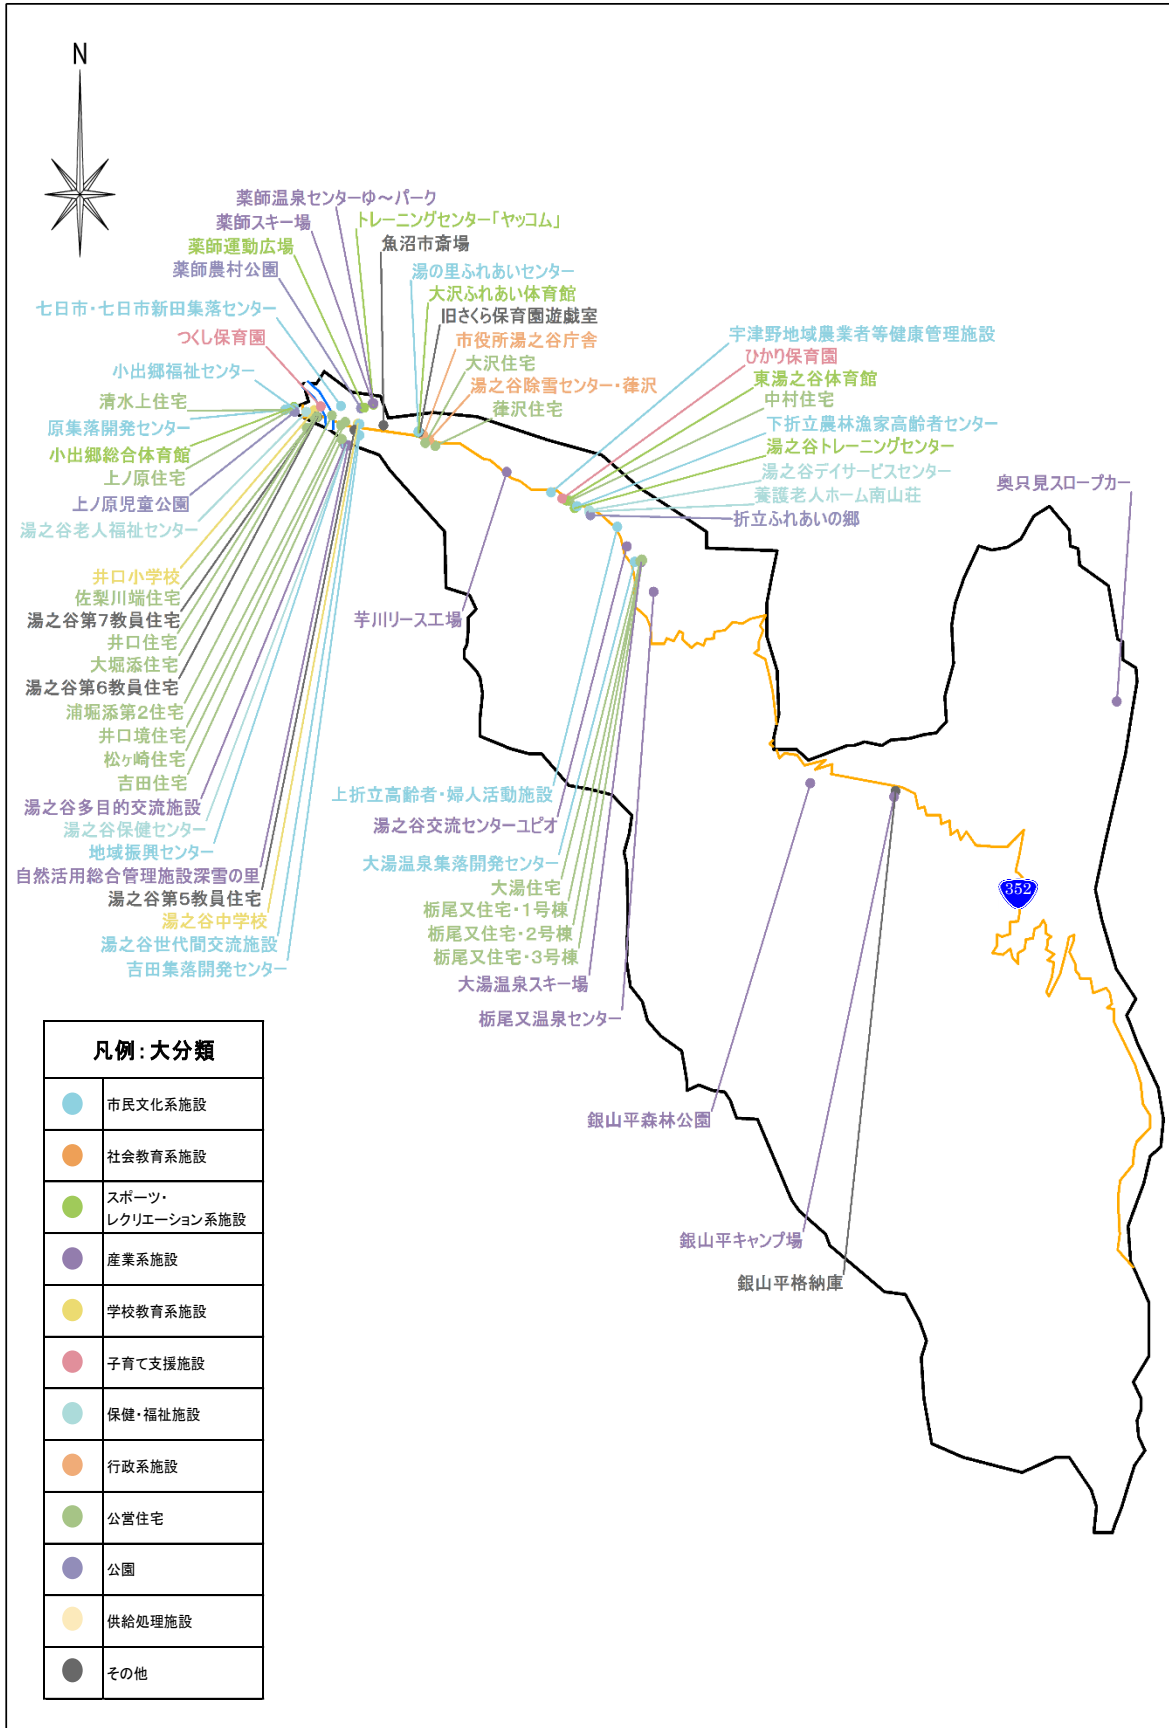 N
薬師温泉センターゆ～パーク
薬師スキー場
トレーニングセンター「ヤッコム」
薬師運動広場
魚沼市斎場
薬師農村公園
湯の里ふれあいセンター
大沢ふれあい体育館
七日市・七日市新田集落センター
旧さくら保育園遊戯室
つくし保育園
市役所湯之谷庁舎
宇津野地域農業者等健康管理施設
大沢住宅
ひかり保育園
小出郷福祉センター
湯之谷除雪センター・葎沢
東湯之谷体育館
清水上住宅
葎沢住宅
中村住宅
原集落開発センター
下折立農林漁家高齢者センター
小出郷総合体育館
湯之谷トレーニングセンター
上ノ原住宅
湯之谷デイサービスセンター
奥只見スロープカー
上ノ原児童公園
養護老人ホーム南山荘
湯之谷老人福祉センター
折立ふれあいの郷
井口小学校
佐梨川端住宅
湯之谷第7教員住宅
芋川リース工場
井口住宅
大堀添住宅
湯之谷第6教員住宅
浦堀添第2住宅
井口境住宅
松ヶ崎住宅
吉田住宅
上折立高齢者・婦人活動施設
湯之谷多目的交流施設
湯之谷交流センターユピオ
湯之谷保健センター
地域振興センター
大湯温泉集落開発センター
自然活用総合管理施設深雪の里
大湯住宅
湯之谷第5教員住宅
352
栃尾又住宅・1号棟
湯之谷中学校
栃尾又住宅・2号棟
湯之谷世代間交流施設
栃尾又住宅・3号棟
吉田集落開発センター
大湯温泉スキー場
栃尾又温泉センター
銀山平森林公園
銀山平キャンプ場
銀山平格納庫
凡例：大分類
市民文化系施設
社会教育系施設
スポーツ・
レクリエーション系施設
産業系施設
学校教育系施設
子育て支援施設
保健・福祉施設
行政系施設
公営住宅
公園
供給処理施設
その他